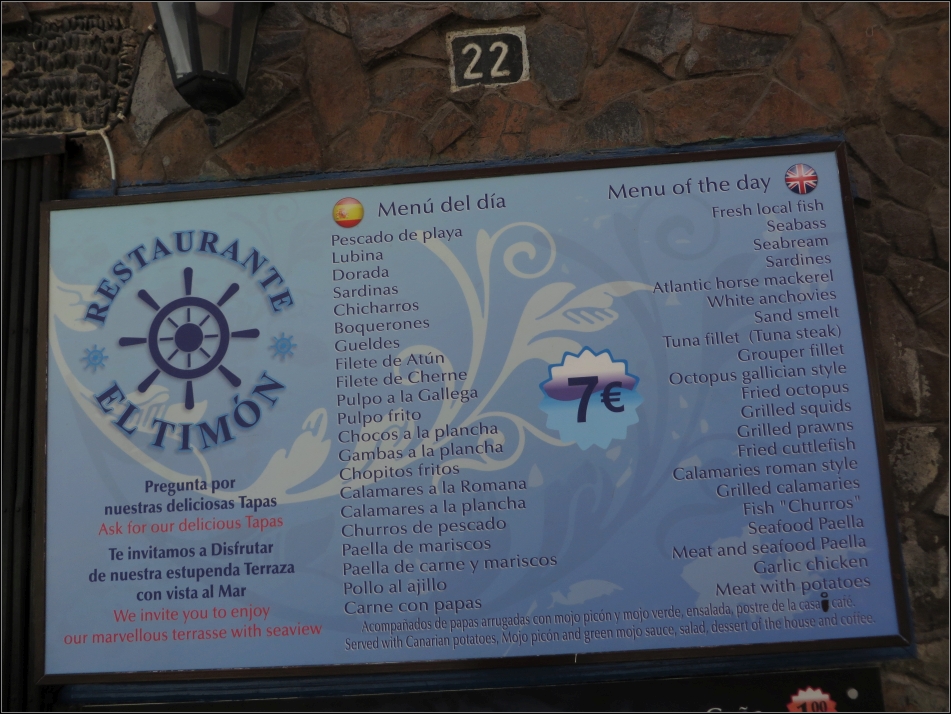 22
RESTAURANTE
EL TIMÓN
Pregunta por
nuestras deliciosas Tapas
Ask for our delicious Tapas
Te invitamos a Disfrutar
de nuestra estupenda Terraza
con vista al Mar
We invite you to enjoy
our marvellous terrasse with seaview
Menú del día
Pescado de playa
Lubina
Dorada
Sardinas
Chicharros
Boquerones
Gueldes
Filete de Atún
Filete de Cherne
Pulpo a la Gallega
Pulpo frito
Chocos a la plancha
Gambas a la plancha
Chopitos fritos
Calamares a la Romana
Calamares a la plancha
Churros de pescado
Paella de mariscos
Paella de carne y mariscos
Pollo al ajillo
Carne con papas
7€
Menu of the day
Fresh local fish
Seabass
Seabream
Sardines
Atlantic horse mackerel
White anchovies
Sand smelt
Tuna fillet (Tuna steak)
Grouper fillet
Octopus gallician style
Fried octopus
Grilled squids
Grilled prawns
Fried cuttlefish
Calamaries roman style
Grilled calamaries
Fish "Churros"
Seafood Paella
Meat and seafood Paella
Garlic chicken
Meat with potatoes
Acompañados de papas arrugadas con mojo picón y mojo verde, ensalada, postre de la casa café.
Served with Canarian potatoes, Mojo picón and green mojo sauce, salad, dessert of the house and coffee.